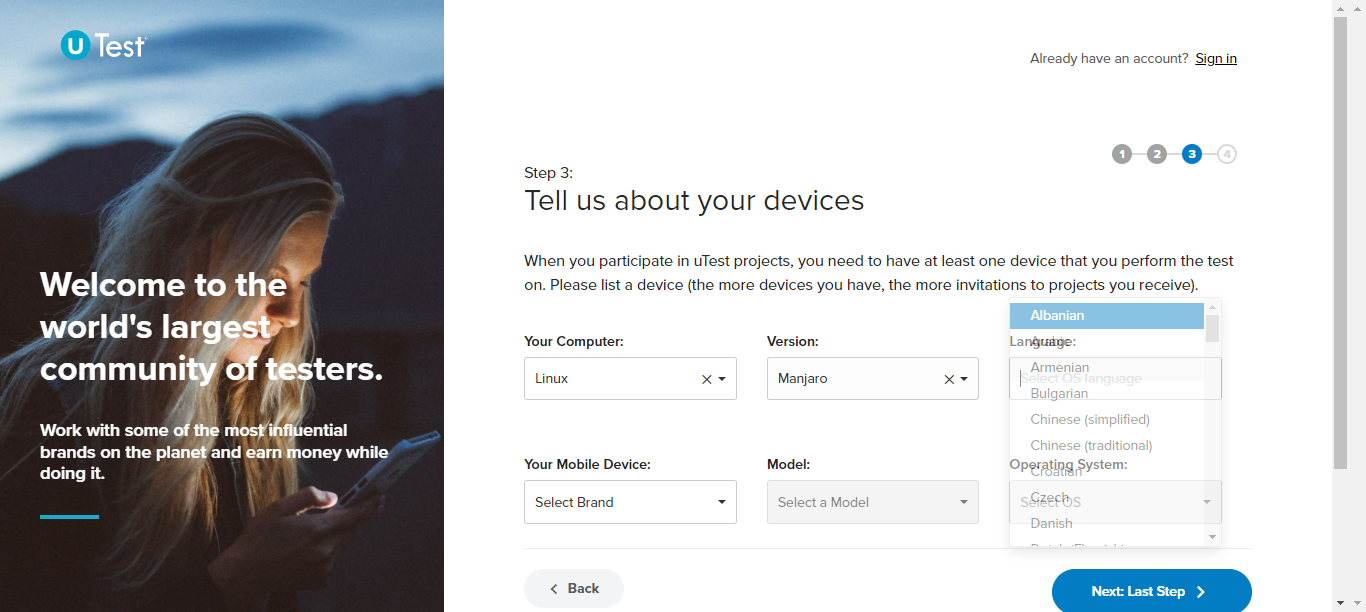 uTest
Already have an account? Sign in
1 2 3 4
Step 3:
Tell us about your devices
When you participate in uTest projects, you need to have at least one device that you perform the test
on. Please list a device (the more devices you have, the more invitations to projects you receive).
Welcome to the
world's largest
community of testers.
Work with some of the most influential
brands on the planet and earn money while
doing it.
Your Computer:
Linux
Version:
Manjaro
Language:
Select OS language
Albanian
Arabic
Armenian
Bulgarian
Chinese (simplified)
Chinese (traditional)
Croatian
Czech
Danish
Your Mobile Device:
Select Brand
Model:
Select a Model
Operating System:
Select OS
Back
Next: Last Step